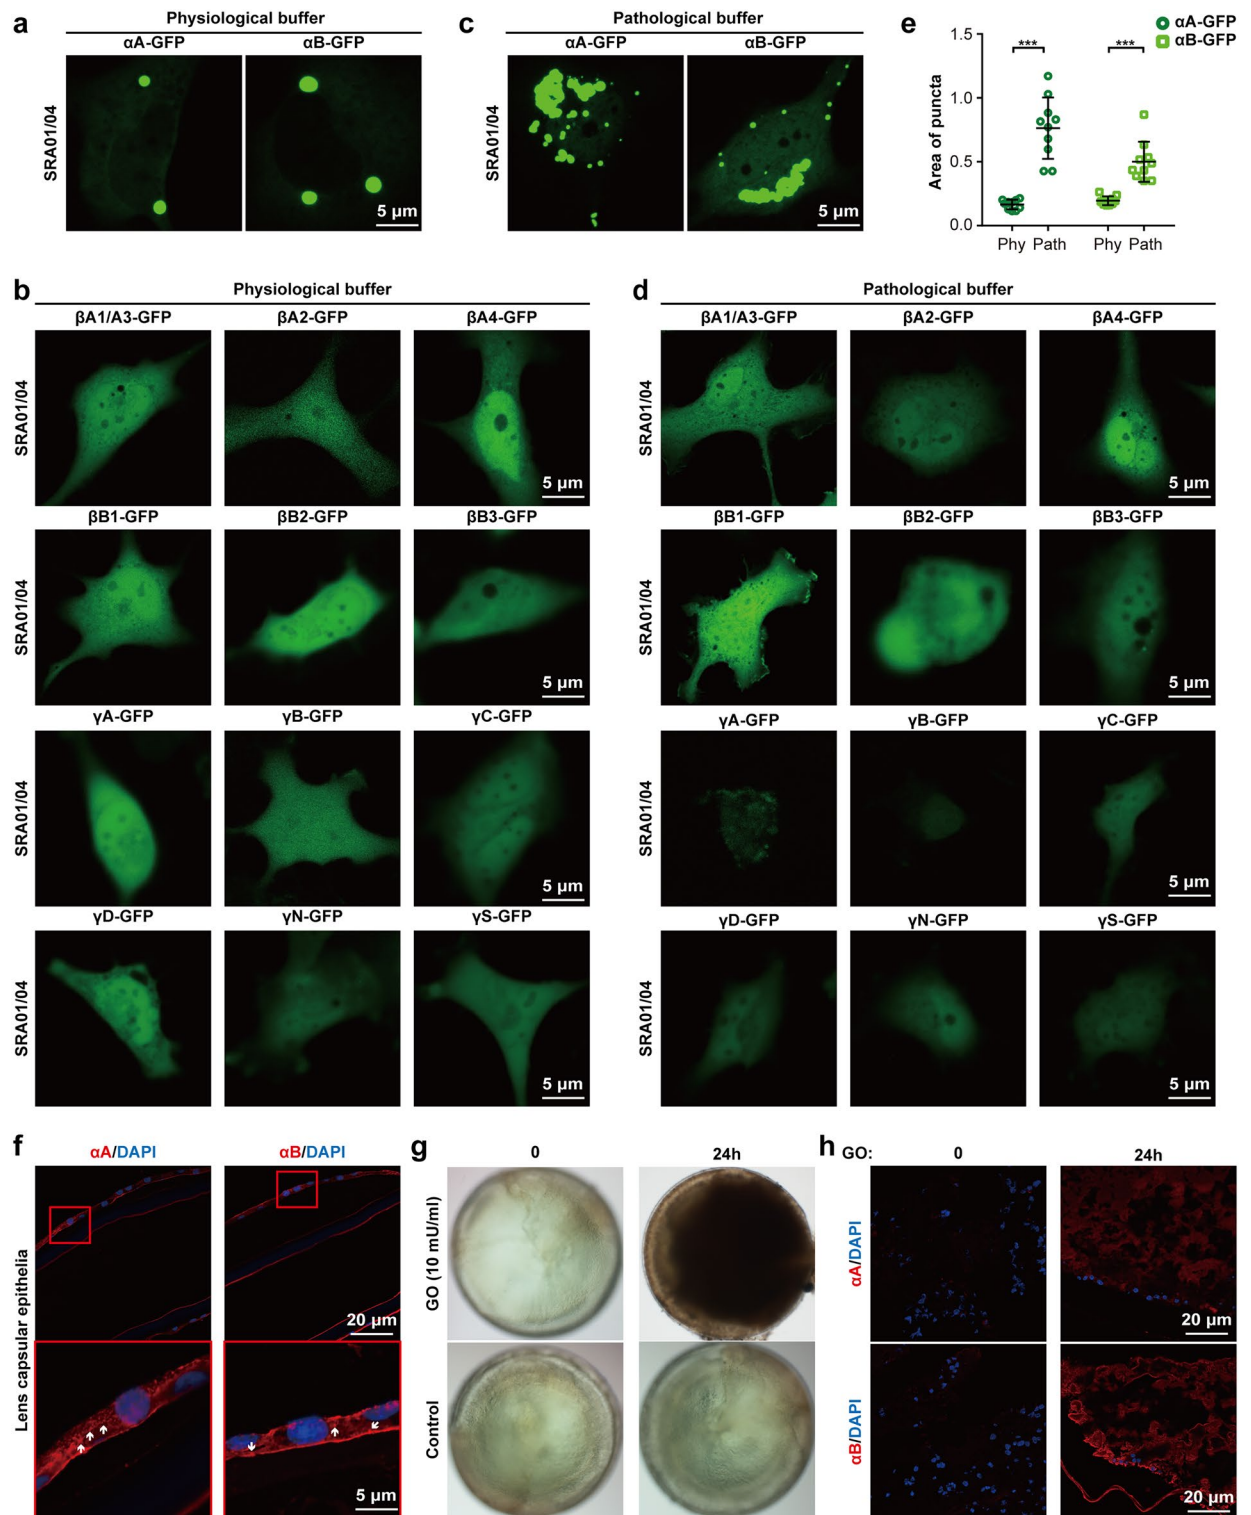 a
Physiological buffer
αA-GFP αB-GFP
SRA01/04
5 µm
c
Pathological buffer
αA-GFP αB-GFP
SRA01/04
5 µm
e
αA-GFP
αB-GFP
Area of puncta
1.5
1.0
0.5
0.0
*** ***
Phy Path Phy Path
b
Physiological buffer
βA1/A3-GFP βA2-GFP βA4-GFP
SRA01/04
5 µm
βB1-GFP βB2-GFP βB3-GFP
SRA01/04
5 µm
γA-GFP γB-GFP γC-GFP
SRA01/04
5 µm
γD-GFP γN-GFP γS-GFP
SRA01/04
5 µm
d
Pathological buffer
βA1/A3-GFP βA2-GFP βA4-GFP
SRA01/04
5 µm
βB1-GFP βB2-GFP βB3-GFP
SRA01/04
5 µm
γA-GFP γB-GFP γC-GFP
SRA01/04
5 µm
γD-GFP γN-GFP γS-GFP
SRA01/04
5 µm
f
αA/DAPI αB/DAPI
Lens capsular epithelia
20 µm
5 µm
g
0 24h
GO (10 mU/ml)
Control
h
GO: 0 24h
αA/DAPI
20 µm
αB/DAPI
20 µm